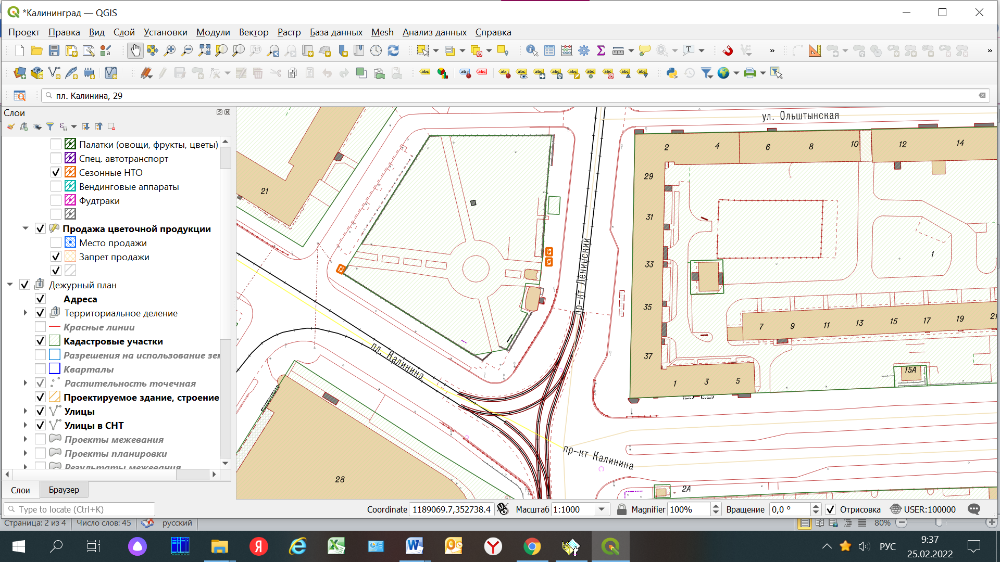 *Калининград — QGIS
Проект Правка Вид Слой Установки Модули Вектор Растр База данных Mesh Анализ данных Справка
пл. Калинина, 29
Слои
Палатки (овощи, фрукты, цветы)
Спец. автотранспорт
Сезонные НТО
Вендинговые аппараты
Фудтраки
Продажа цветочной продукции
Место продажи
Запрет продажи
Дежурный план
Адреса
Территориальное деление
Красные линии
Кадастровые участки
Разрешения на использование зем
Кварталы
Растительность точечная
Проектируемое здание, строение
Улицы
Улицы в СНТ
Проекты межевания
Проекты планировки
Результаты межевания
Слои Браузер
ул. Ольштынская
2 4 6 8 10 12 14
29
21
31
1
33
35
7 9 11 13 15 17 19 21
37
15А
1 3 5
пр-кт Ленинский
пл. Калинина
пр-кт Калинина
28
2А
Type to locate (Ctrl+K)
Coordinate 1189069.7,352738.4 Масштаб 1:1000 Magnifier 100% Вращение 0,0 ° Отрисовка USER:100000
Страница: 2 из 4 Число слов: 45 русский 80%
РУС
9:37
25.02.2022